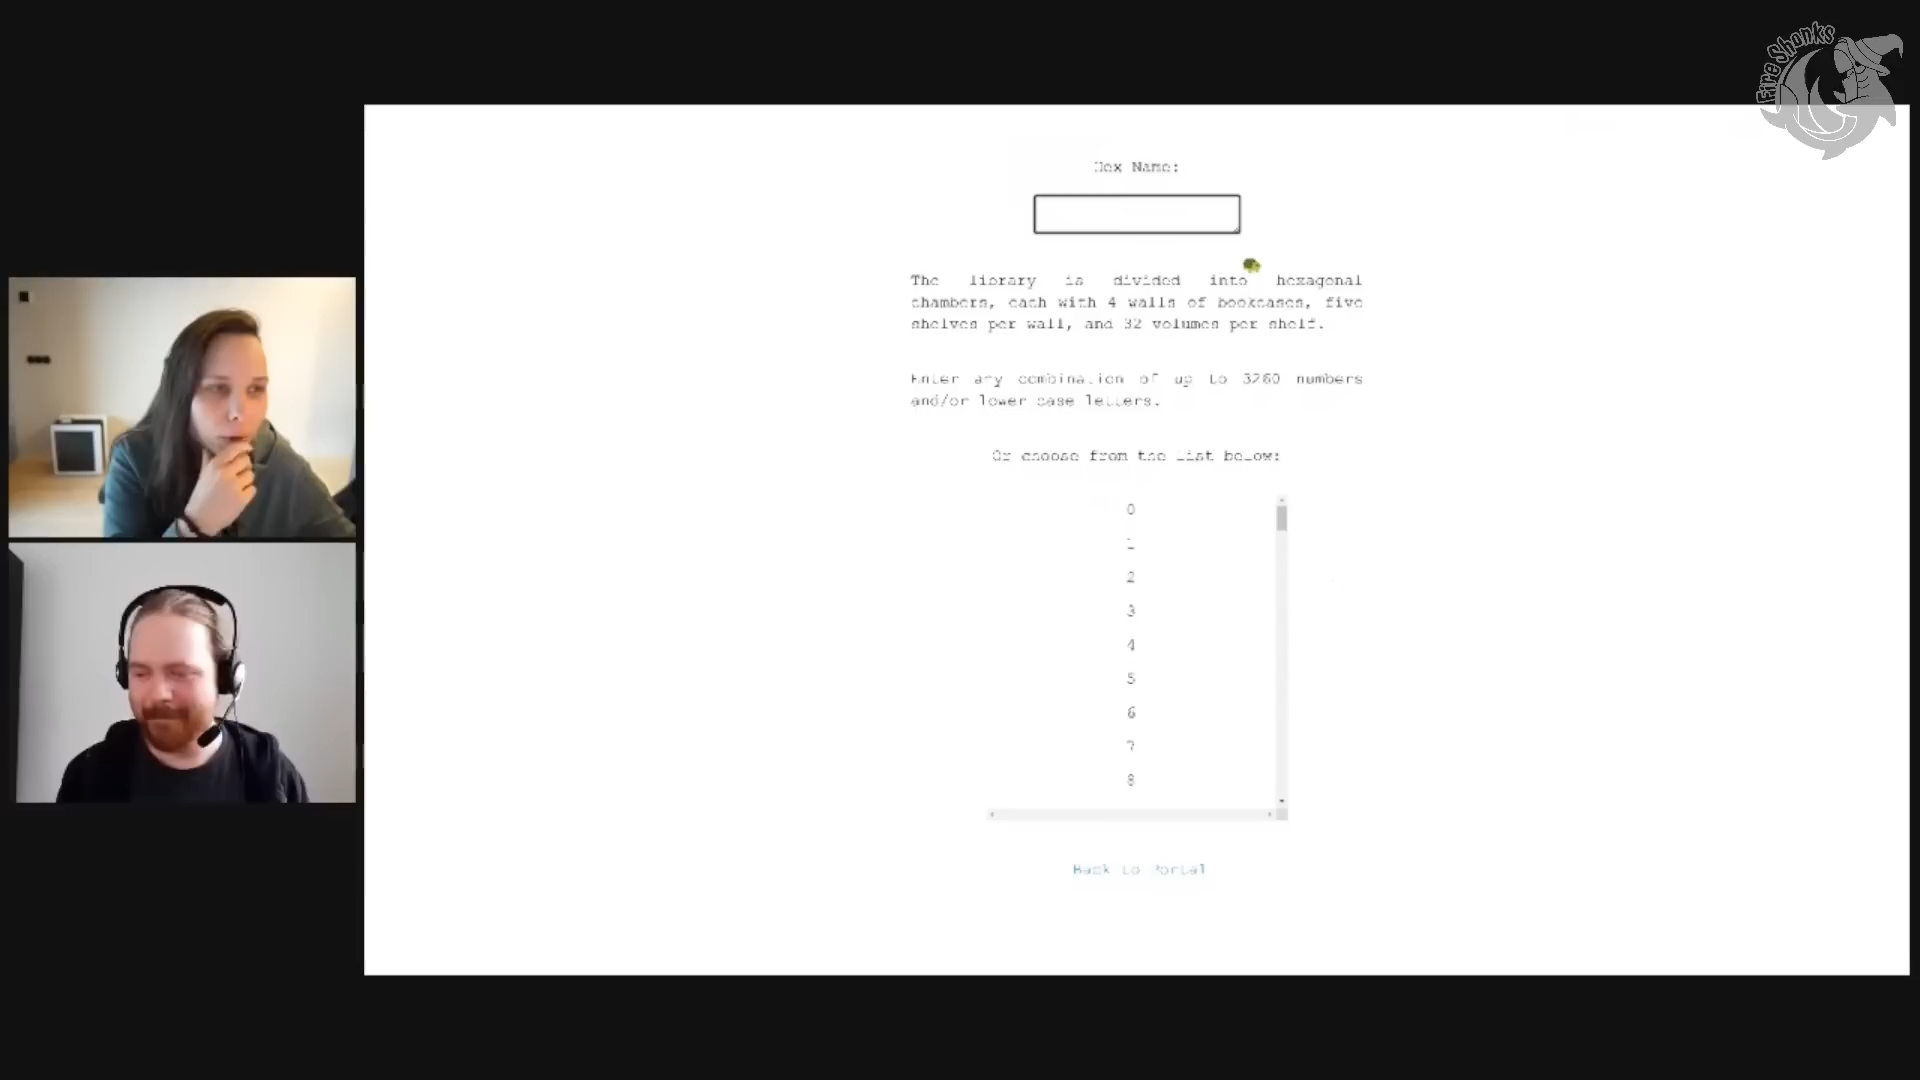 Fire Shonks
Hex Name:
The library is divided into hexagonal
chambers, each with 4 walls of bookcases, five
shelves per wall, and 32 volumes per shelf.
Enter any combination of up to 3260 numbers
and/or lower case letters.
Or choose from the list below:
0
1
2
3
4
5
6
7
8
Back to Portal